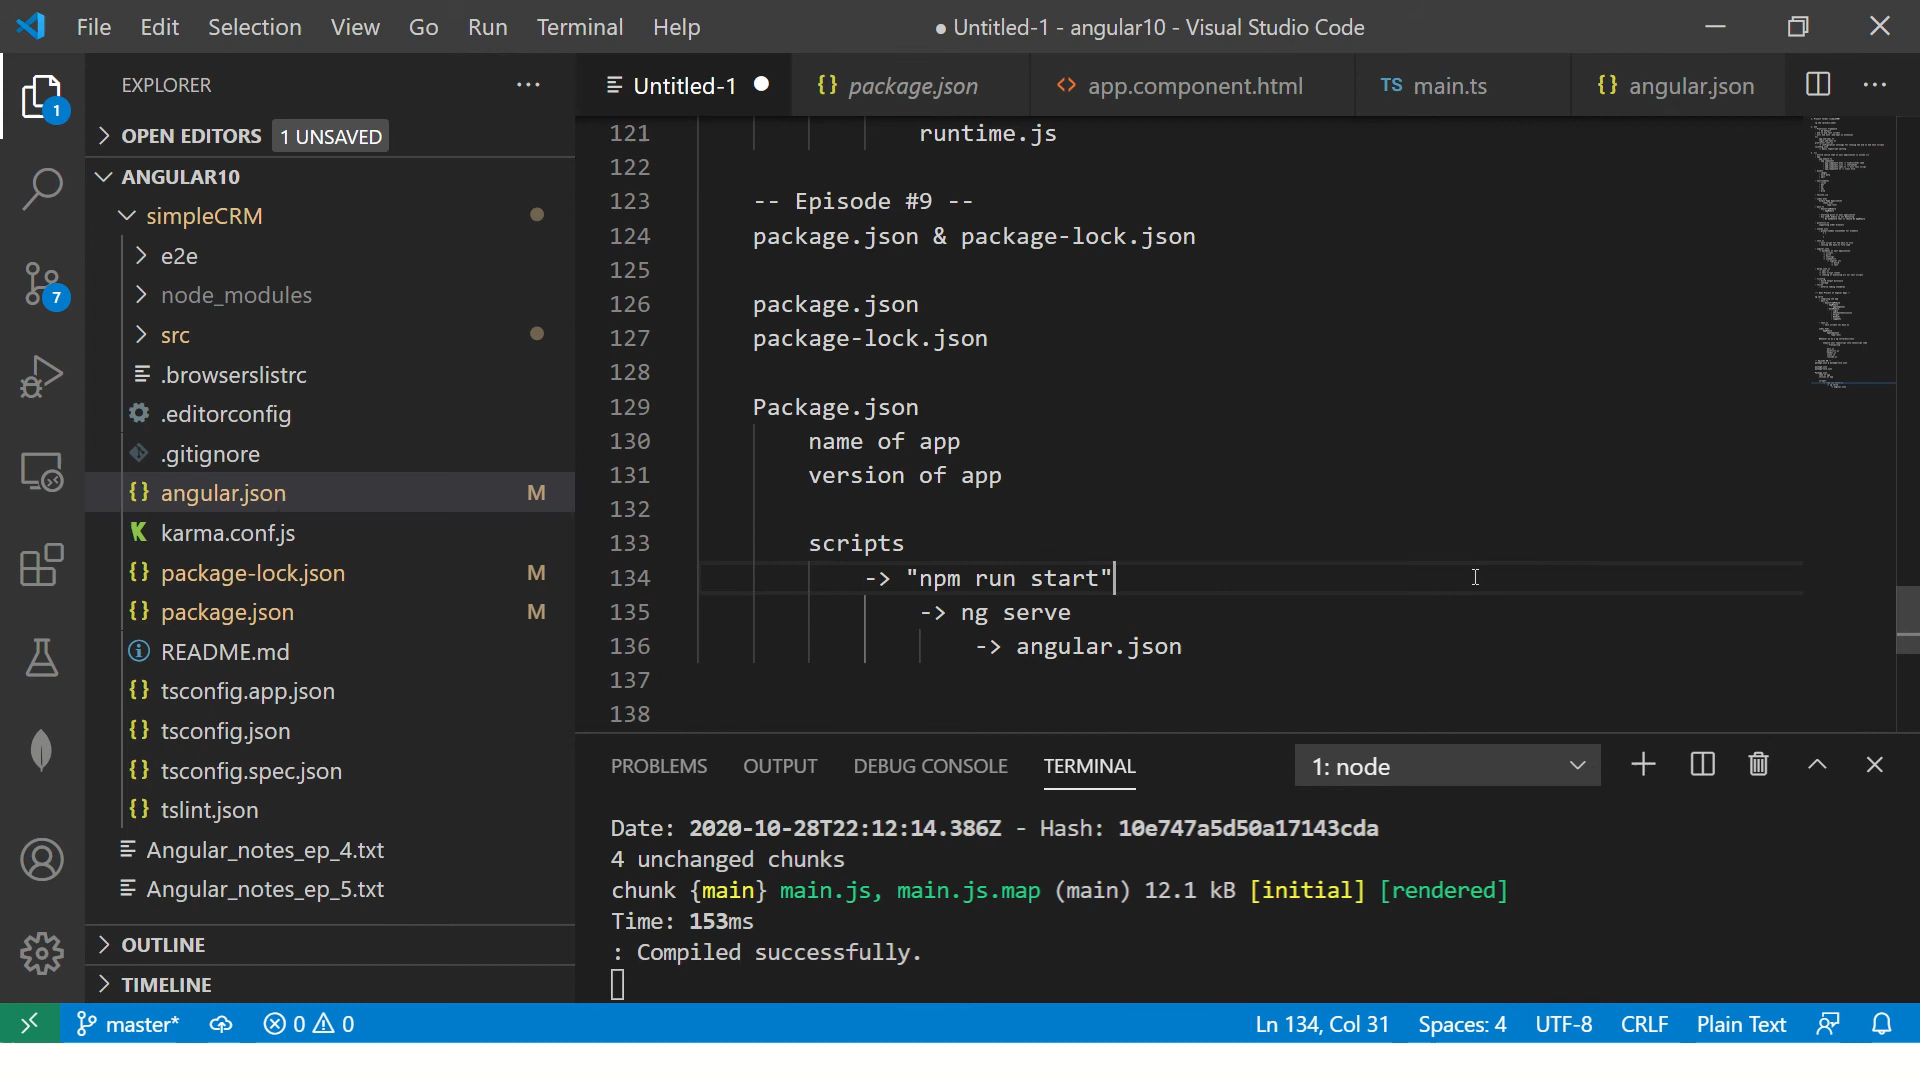 File Edit Selection View Go Run Terminal Help
● Untitled-1 - angular10 - Visual Studio Code
EXPLORER
Untitled-1
{} package.json
<> app.component.html
TS main.ts
{} angular.json
OPEN EDITORS 1 UNSAVED
ANGULAR10
simpleCRM
e2e
node_modules
src
.browserslistrc
.editorconfig
.gitignore
{} angular.json M
karma.conf.js
{} package-lock.json M
{} package.json M
README.md
{} tsconfig.app.json
{} tsconfig.json
{} tsconfig.spec.json
{} tslint.json
Angular_notes_ep_4.txt
Angular_notes_ep_5.txt
OUTLINE
TIMELINE
1
7
121 runtime.js
122
123 -- Episode #9 --
124 package.json & package-lock.json
125
126 package.json
127 package-lock.json
128
129 Package.json
130 name of app
131 version of app
132
133 scripts
134 -> "npm run start"
135 -> ng serve
136 -> angular.json
137
138
PROBLEMS OUTPUT DEBUG CONSOLE TERMINAL 1: node
Date: 2020-10-28T22:12:14.386Z - Hash: 10e747a5d50a17143cda
4 unchanged chunks
chunk {main} main.js, main.js.map (main) 12.1 kB [initial] [rendered]
Time: 153ms
: Compiled successfully.
master* 0 0 Ln 134, Col 31 Spaces: 4 UTF-8 CRLF Plain Text